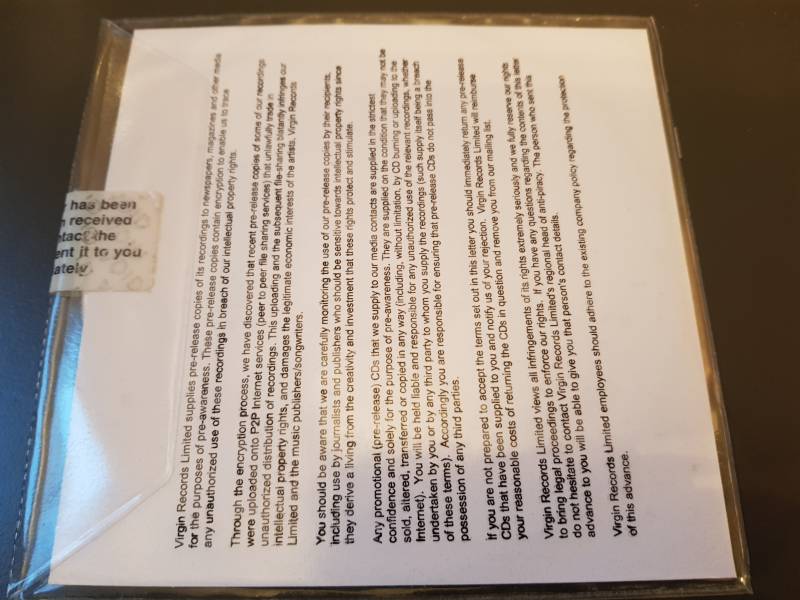 has been
received
the
ent it to you
ately
Virgin Records Limited supplies pre-release copies of its recordings to newspapers, magazines and other media
for the purposes of pre-awareness. These pre-release copies contain encryption to enable us to trace
any unauthorized use of these recordings in breach of our intellectual property rights.
Through the encryption process, we have discovered that recent pre-release copies of some of our recordings
were uploaded onto P2P Internet services (peer to peer file sharing services) that unlawfully trade in
unauthorized distribution of recordings. This uploading and the subsequent file-sharing blatantly infringes our
intellectual property rights, and damages the legitimate economic interests of the artists, Virgin Records
Limited and the music publishers/songwriters.
You should be aware that we are carefully monitoring the use of our pre-release copies by their recipients,
including use by journalists and publishers who should be sensitive towards intellectual property rights since
they derive a living from the creativity and investment that these rights protect and stimulate.
Any promotional (pre-release) CDs that we supply to our media contacts are supplied in the strictest
confidence and solely for the purpose of pre-awareness. They are supplied on the condition that they may not be
sold, altered, transferred or copied in any way (including, without limitation, by CD burning or uploading to the
Internet). You will be held liable and responsible for any unauthorized use of the relevant recordings, whether
undertaken by you or by any third party to whom you supply the recordings (such supply itself being a breach
of these terms). Accordingly you are responsible for ensuring that pre-release CDs do not pass into the
possession of any third parties.
If you are not prepared to accept the terms set out in this letter you should immediately return any pre-release
CDs that have been supplied to you and notify us of your rejection. Virgin Records Limited will reimburse
your reasonable costs of returning the CDs in question and remove you from our mailing list.
Virgin Records Limited views all infringements of its rights extremely seriously and we fully reserve our rights
to bring legal proceedings to enforce our rights. If you have any questions regarding the contents of this letter
do not hesitate to contact Virgin Records Limited's regional head of anti-piracy. The person who sent this
advance to you will be able to give you that person's contact details.
Virgin Records Limited employees should adhere to the existing company policy regarding the protection
of this advance.